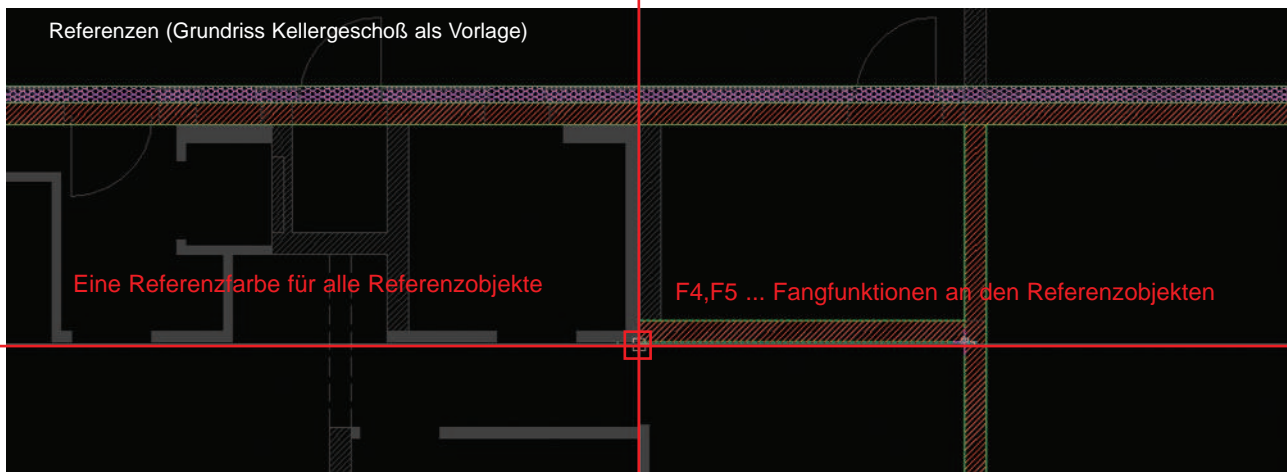 Referenzen (Grundriss Kellergeschoß als Vorlage)
Eine Referenzfarbe für alle Referenzobjekte
F4,F5 ... Fangfunktionen an den Referenzobjekten